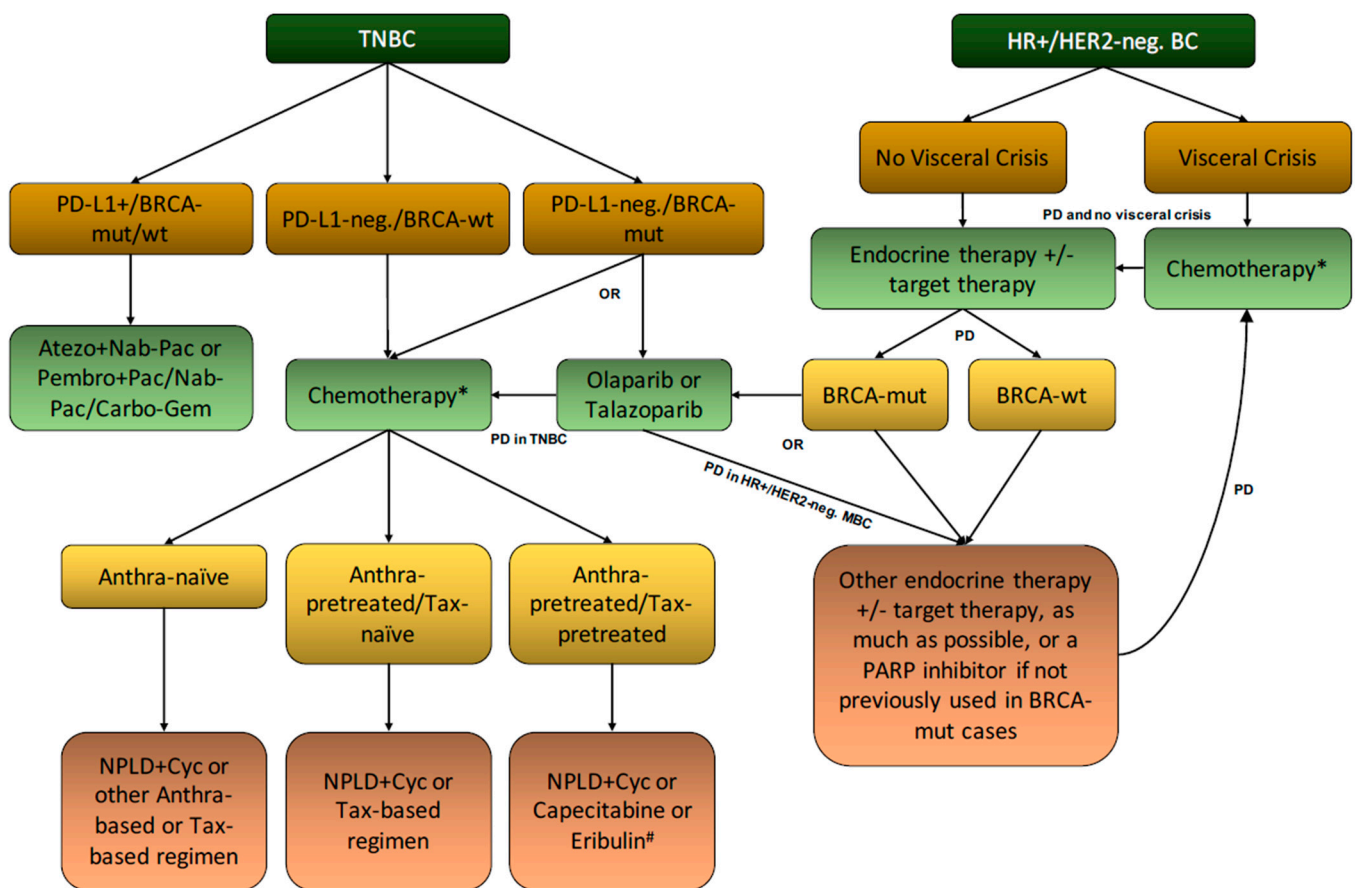 TNBC
HR+/HER2-neg. BC
No Visceral Crisis
Visceral Crisis
PD-L1+/BRCA-
mut/wt
PD-L1-neg./BRCA-wt
PD-L1-neg./BRCA-
mut
PD and no visceral crisis
Endocrine therapy +/-
target therapy
Chemotherapy*
OR
PD
Atezo+Nab-Pac or
Pembro+Pac/Nab-
Pac/Carbo-Gem
Chemotherapy*
Olaparib or
Talazoparib
BRCA-mut
BRCA-wt
PD in TNBC
OR
PD in HR+/HER2-neg. MBC
PD
Anthra-naïve
Anthra-
pretreated/Tax-
naïve
Anthra-
pretreated/Tax-
pretreated
Other endocrine therapy
+/- target therapy, as
much as possible, or a
PARP inhibitor if not
previously used in BRCA-
mut cases
NPLD+Cyc or
other Anthra-
based or Tax-
based regimen
NPLD+Cyc or
Tax-based
regimen
NPLD+Cyc or
Capecitabine or
Eribulin#